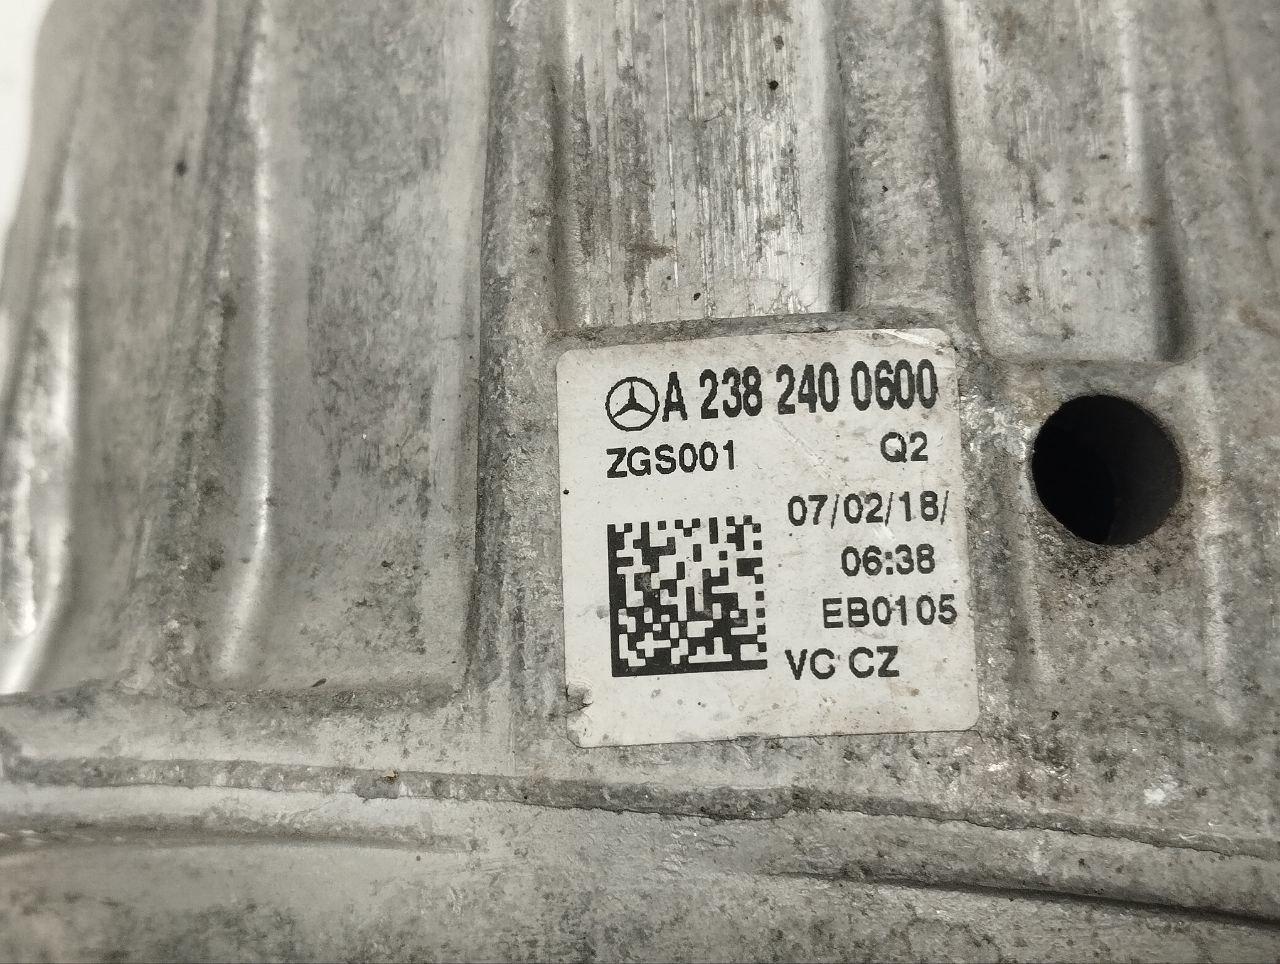 A 238 240 0600
ZGS001 Q2
07/02/18/
06:38
EB0105
VC CZ